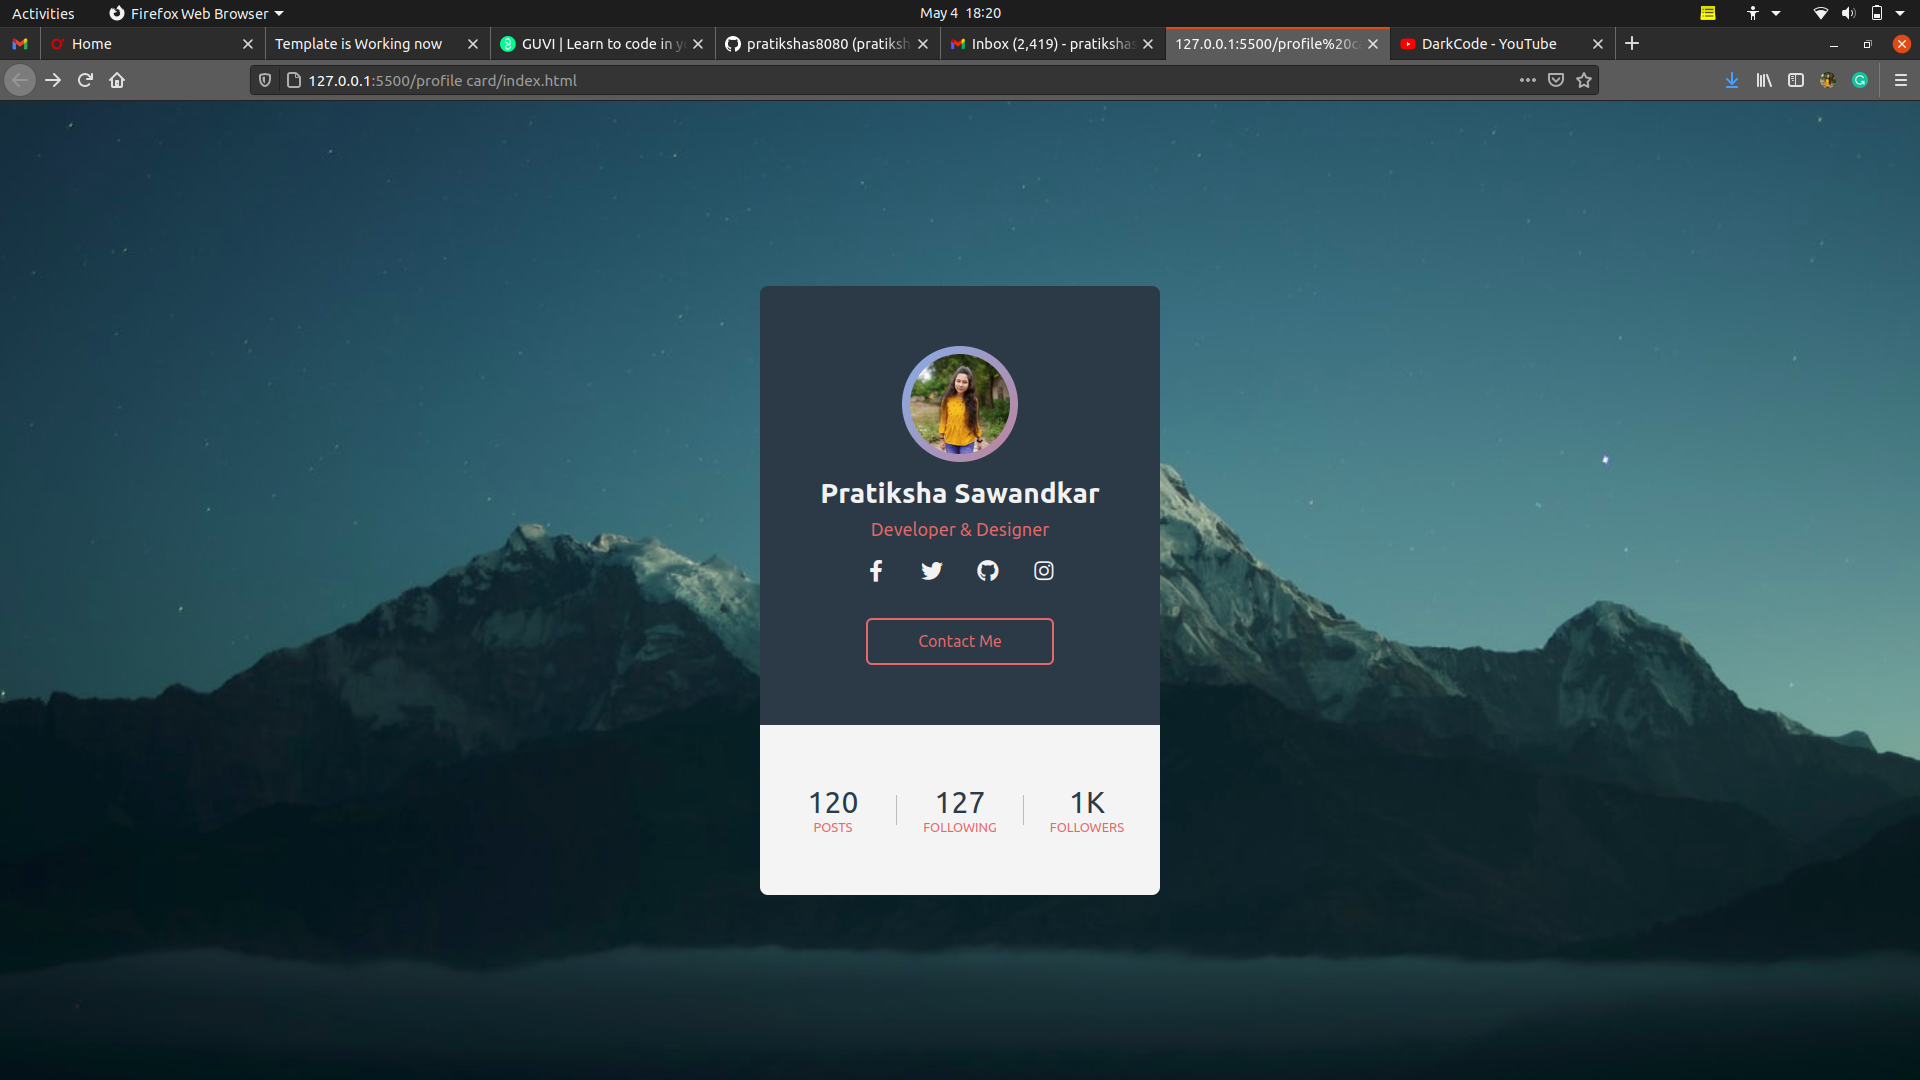 Activities Firefox Web Browser May 4 18:20
Home Template is Working now GUVI | Learn to code in y pratikshas8080 (pratiksh Inbox (2,419) - pratikshas 127.0.0.1:5500/profile%20c DarkCode - YouTube
127.0.0.1:5500/profile card/index.html
Pratiksha Sawandkar
Developer & Designer
Contact Me
120 127 1K
POSTS FOLLOWING FOLLOWERS